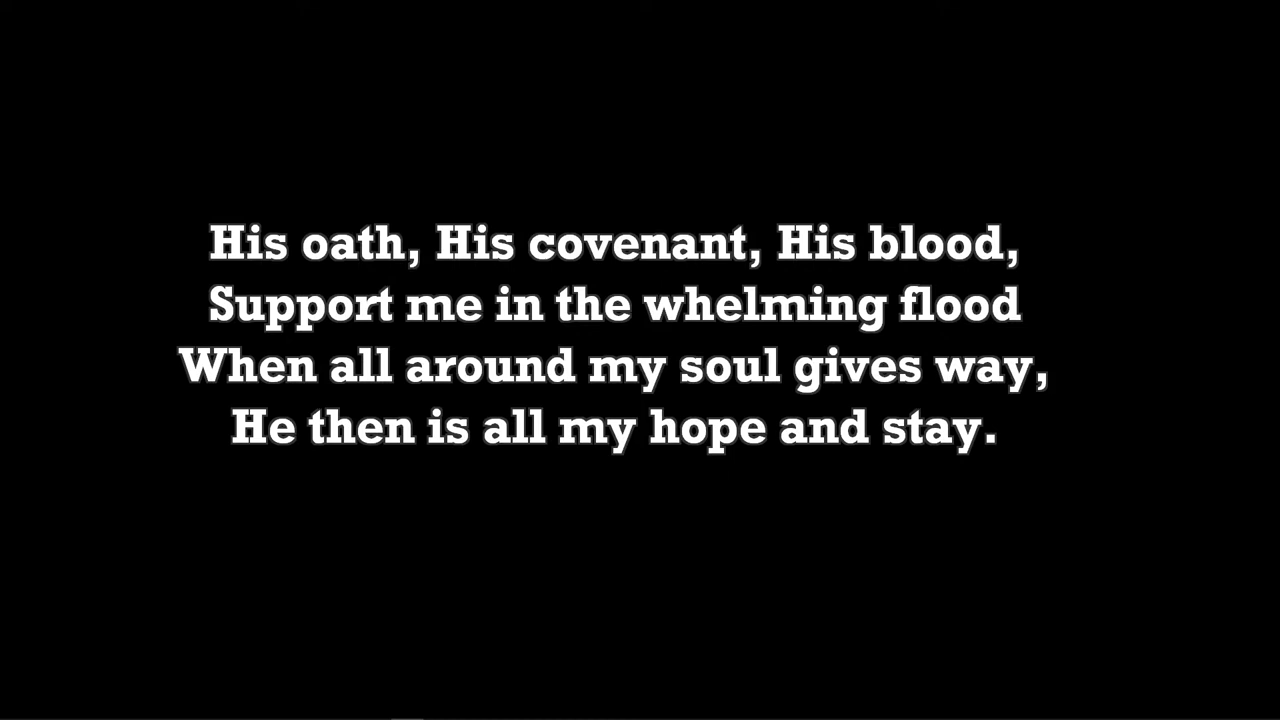 His oath, His covenant, His blood,
Support me in the whelming flood
When all around my soul gives way,
He then is all my hope and stay.